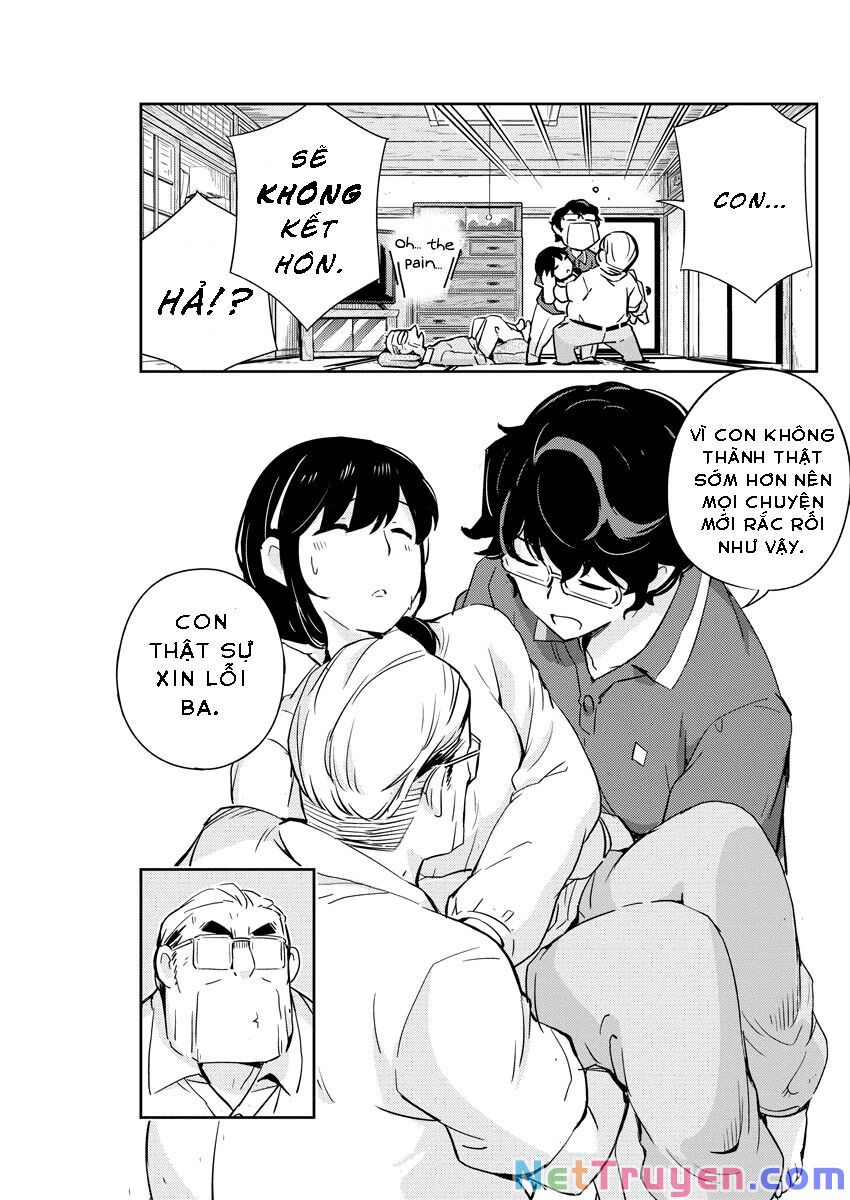 CON...
SẼ
KHÔNG
KẾT
HÔN.
Oh... the
pain...
HẢ!?
VÌ CON KHÔNG
THÀNH THẬT
SỚM HƠN NÊN
MỌI CHUYỆN
MỚI RẮC RỐI
NHƯ VẬY.
CON
THẬT SỰ
XIN LỖI
BA.
NetTruyen.com